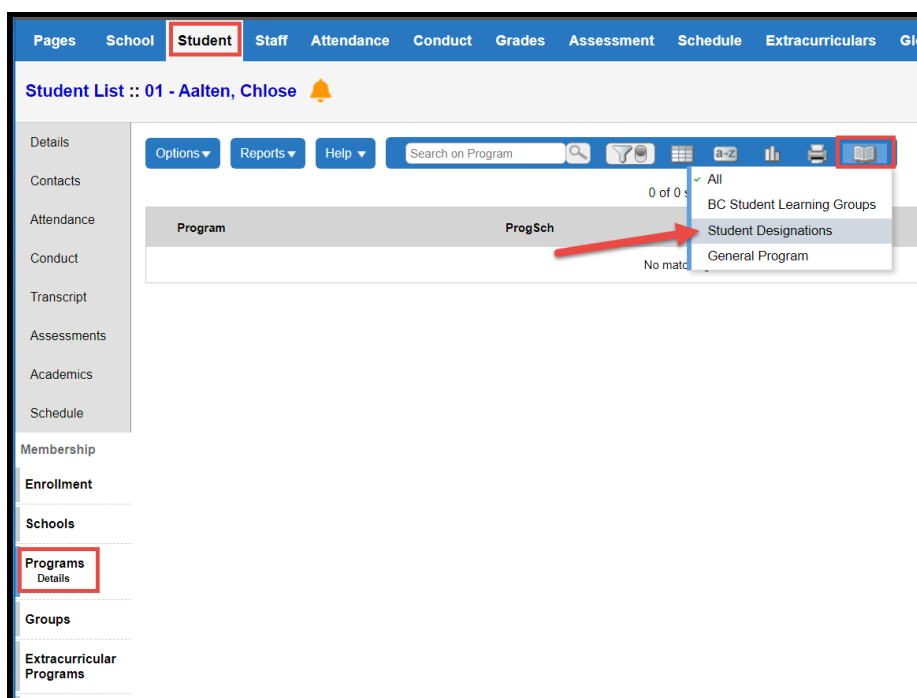 Pages School Student Staff Attendance Conduct Grades Assessment Schedule Extracurriculars
Student List :: 01 - Aalten, Chlose
Details
Contacts
Attendance
Conduct
Transcript
Assessments
Academics
Schedule
Membership
Enrollment
Schools
Programs
Details
Groups
Extracurricular
Programs
Options Reports Help Search on Program a-z
0 of 0
All
BC Student Learning Groups
Student Designations
General Program
Program ProgSch
No